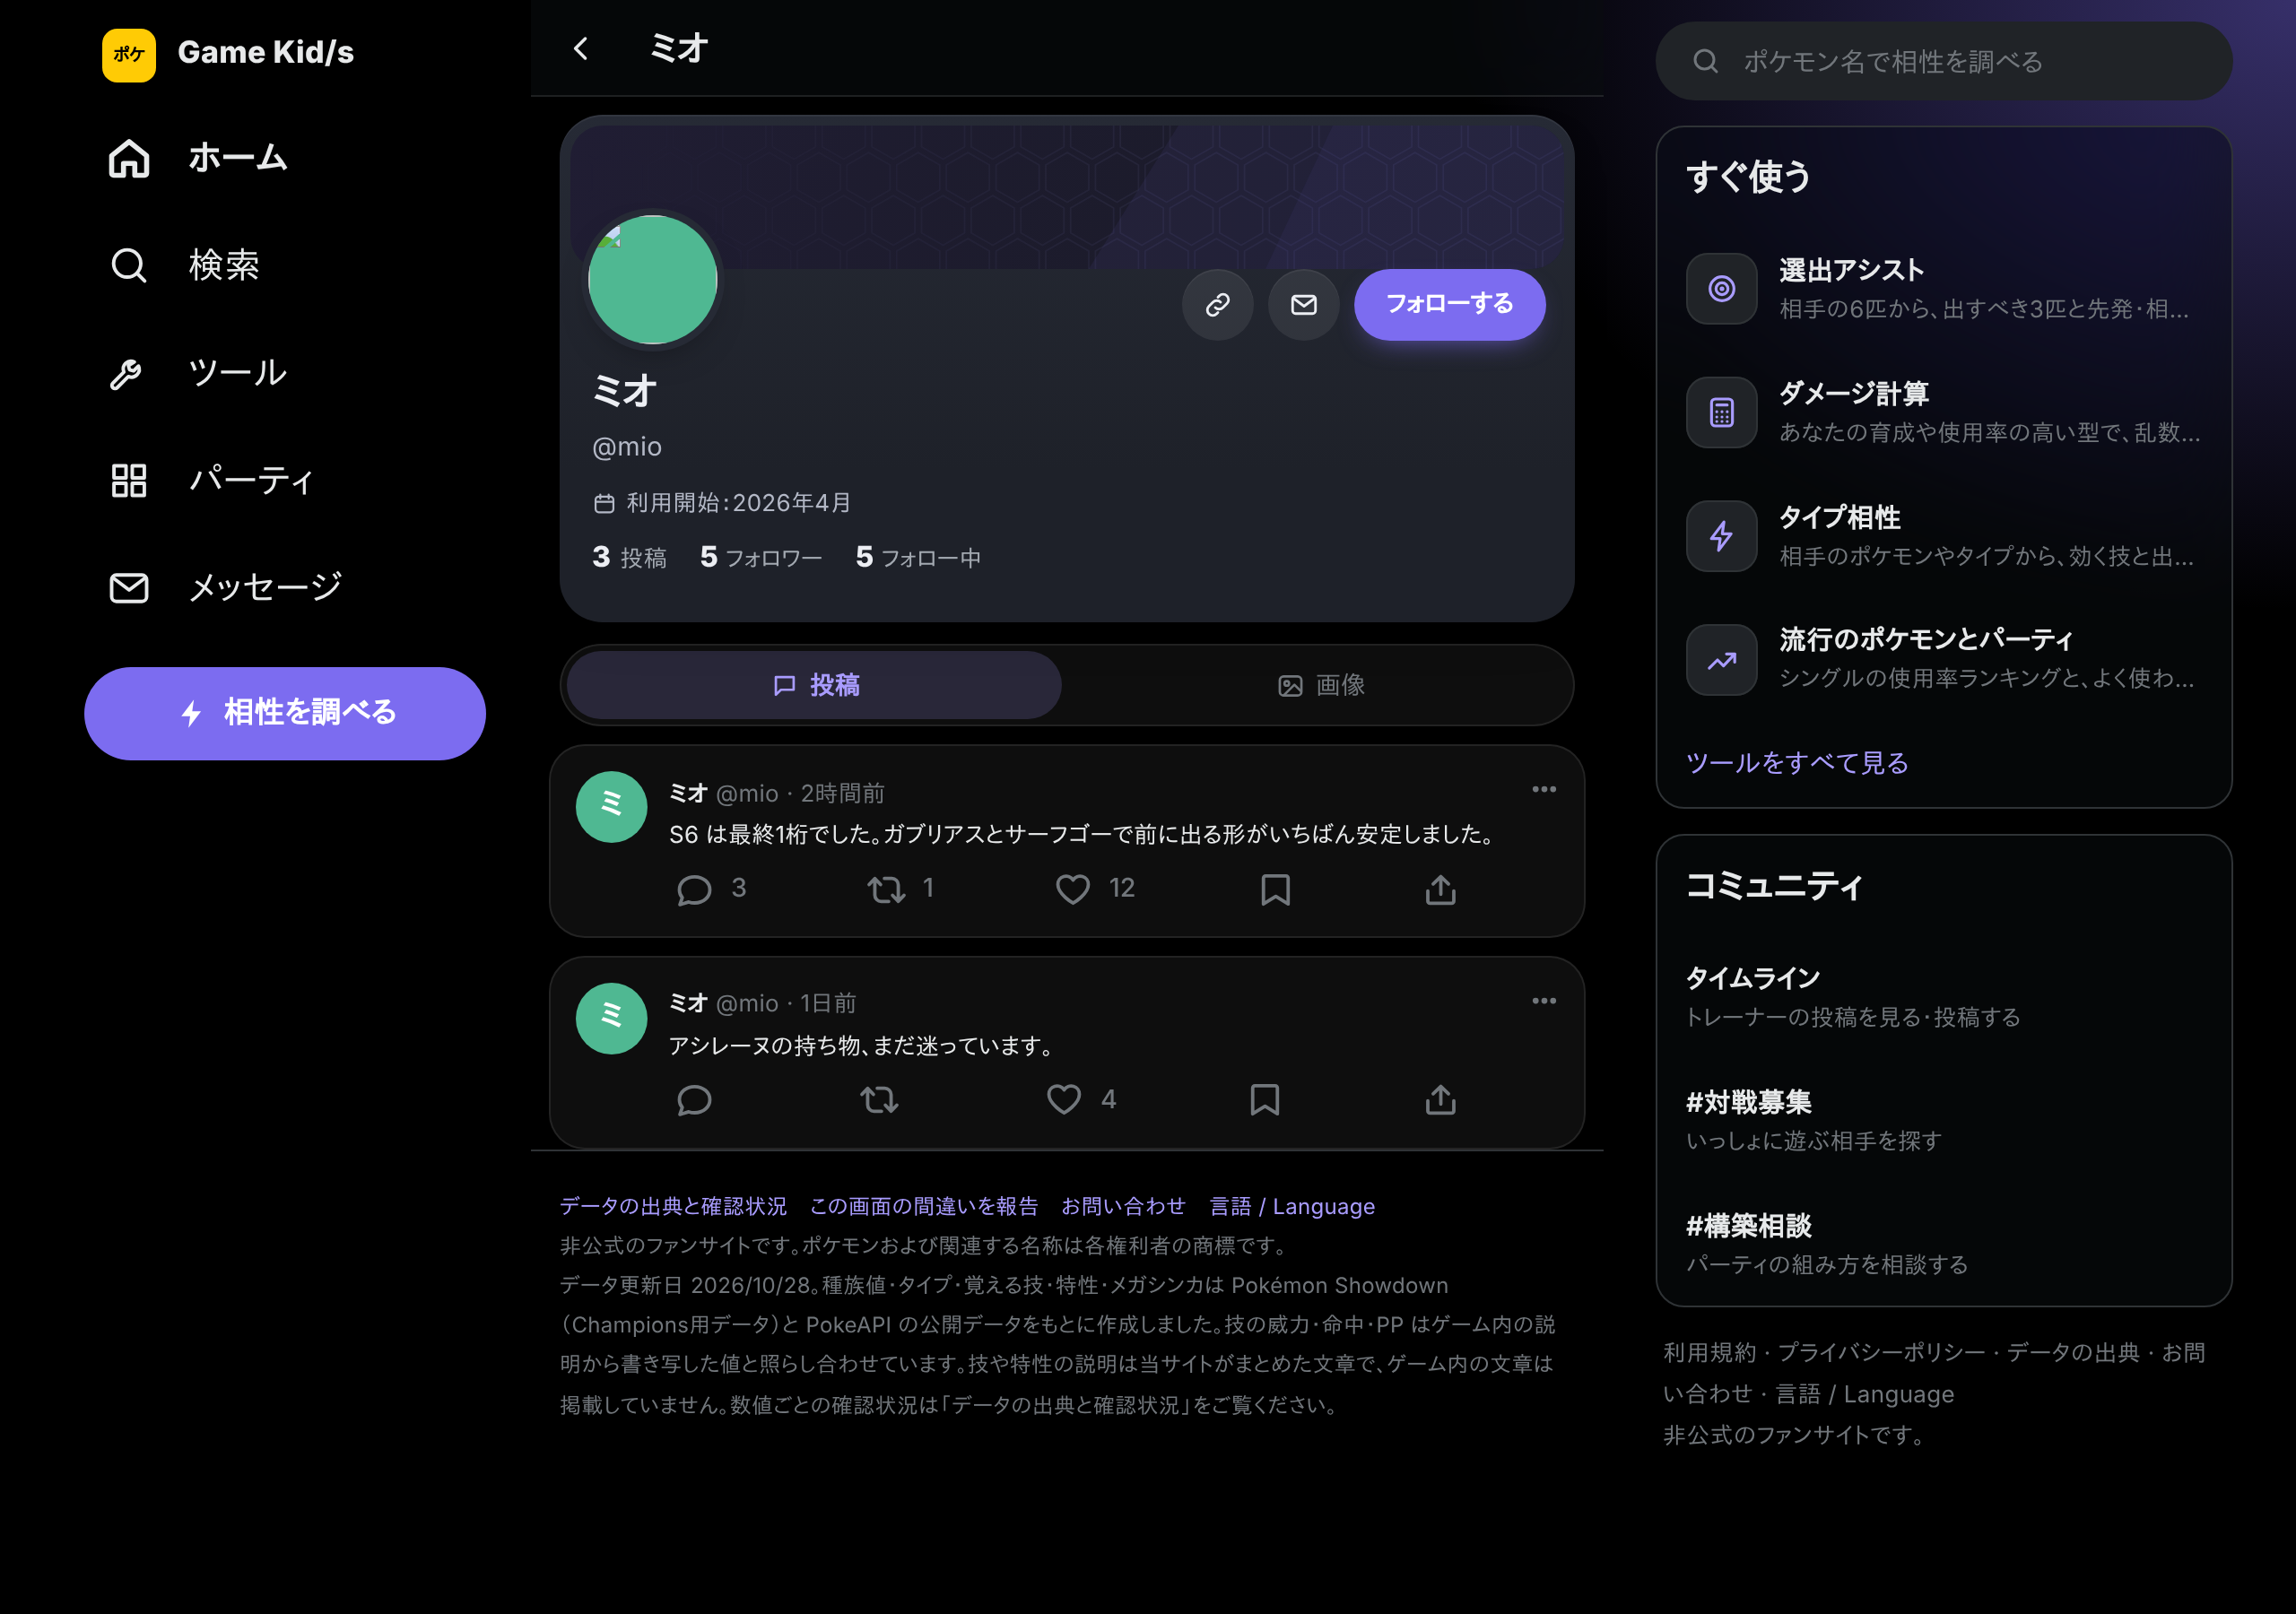 ポケ
Game Kid/s
ホーム
検索
ツール
パーティ
メッセージ
相性を調べる
ミオ
フォローする
ミオ
@mio
利用開始：2026年4月
3 投稿 5 フォロワー 5 フォロー中
投稿
画像
ミ
ミオ @mio · 2時間前
S6 は最終1桁でした。ガブリアスとサーフゴーで前に出る形がいちばん安定しました。
3 1 12
ミ
ミオ @mio · 1日前
アシレーヌの持ち物、まだ迷っています。
4
データの出典と確認状況 この画面の間違いを報告 お問い合わせ 言語 / Language
非公式のファンサイトです。ポケモンおよび関連する名称は各権利者の商標です。
データ更新日 2026/10/28。種族値・タイプ・覚える技・特性・メガシンカは Pokémon Showdown
（Champions用データ）と PokeAPI の公開データをもとに作成しました。技の威力・命中・PP はゲーム内の説
明から書き写した値と照らし合わせています。技や特性の説明は当サイトがまとめた文章で、ゲーム内の文章は
掲載していません。数値ごとの確認状況は「データの出典と確認状況」をご覧ください。
ポケモン名で相性を調べる
すぐ使う
選出アシスト
相手の6匹から、出すべき3匹と先発・相…
ダメージ計算
あなたの育成や使用率の高い型で、乱数…
タイプ相性
相手のポケモンやタイプから、効く技と出…
流行のポケモンとパーティ
シングルの使用率ランキングと、よく使わ…
ツールをすべて見る
コミュニティ
タイムライン
トレーナーの投稿を見る・投稿する
#対戦募集
いっしょに遊ぶ相手を探す
#構築相談
パーティの組み方を相談する
利用規約 · プライバシーポリシー · データの出典 · お問
い合わせ · 言語 / Language
非公式のファンサイトです。